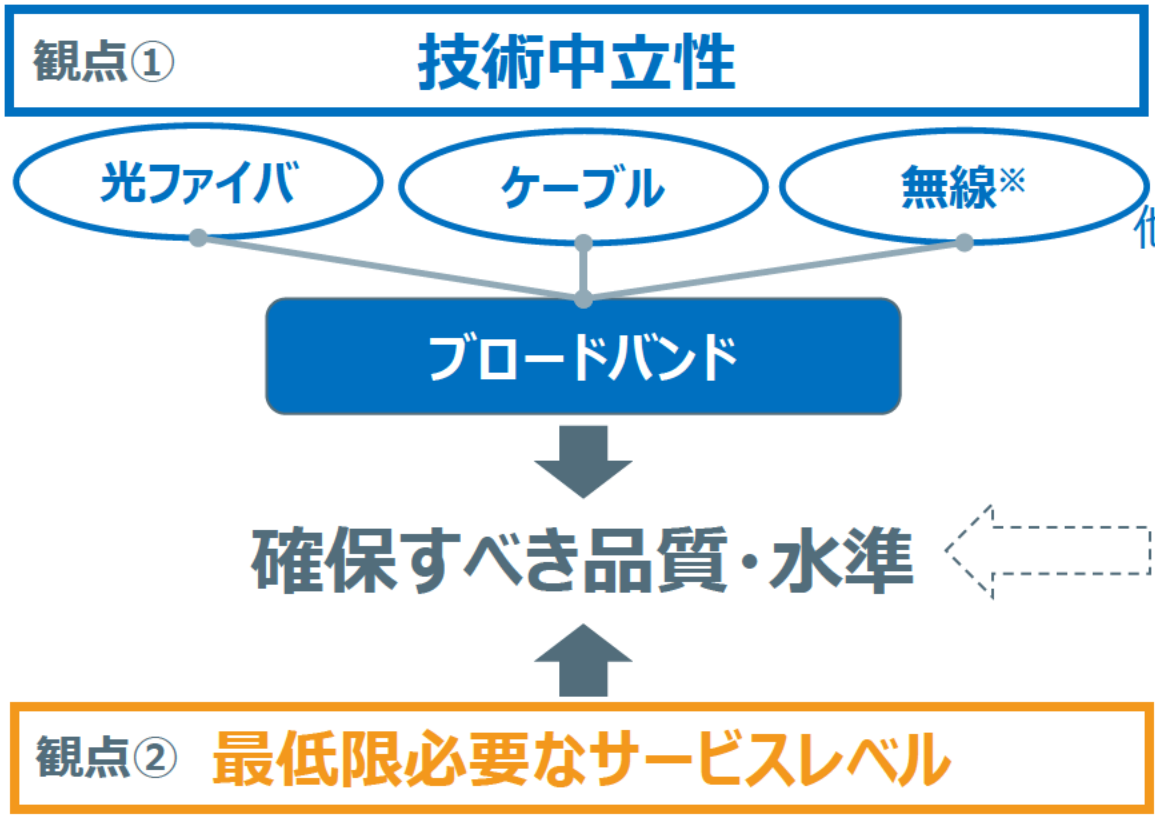 観点① 技術中立性
光ファイバ ケーブル 無線※
ブロードバンド
確保すべき品質・水準
観点② 最低限必要なサービスレベル